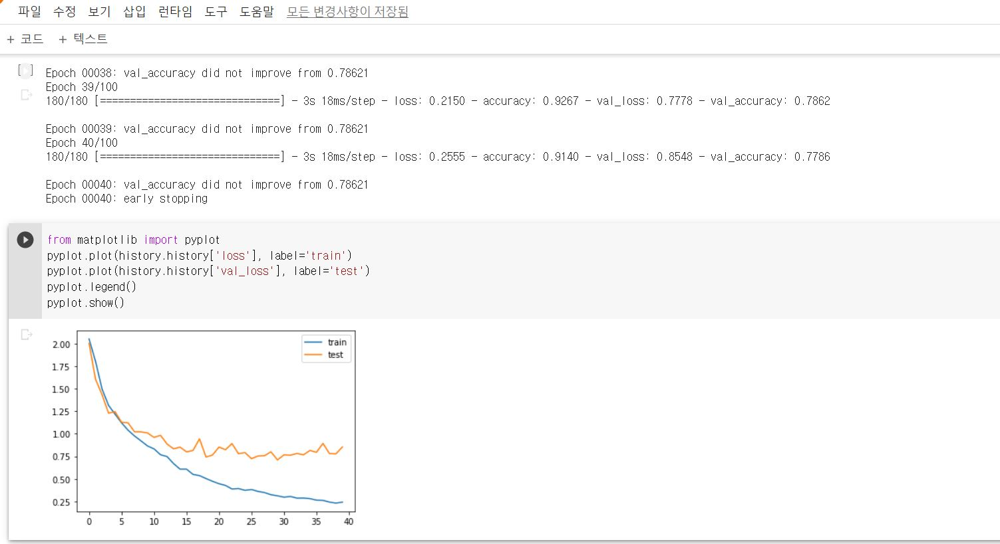 파일 수정 보기 삽입 런타임 도구 도움말 모든 변경사항이 저장됨
+ 코드 + 텍스트
[ ]
Epoch 00038: val_accuracy did not improve from 0.78621
Epoch 39/100
180/180 [==============================] - 3s 18ms/step - loss: 0.2150 - accuracy: 0.9267 - val_loss: 0.7778 - val_accuracy: 0.7862
Epoch 00039: val_accuracy did not improve from 0.78621
Epoch 40/100
180/180 [==============================] - 3s 18ms/step - loss: 0.2555 - accuracy: 0.9140 - val_loss: 0.8548 - val_accuracy: 0.7786
Epoch 00040: val_accuracy did not improve from 0.78621
Epoch 00040: early stopping
from matplotlib import pyplot
pyplot.plot(history.history['loss'], label='train')
pyplot.plot(history.history['val_loss'], label='test')
pyplot.legend()
pyplot.show()
train
test
2.00
1.75
1.50
1.25
1.00
0.75
0.50
0.25
0 5 10 15 20 25 30 35 40